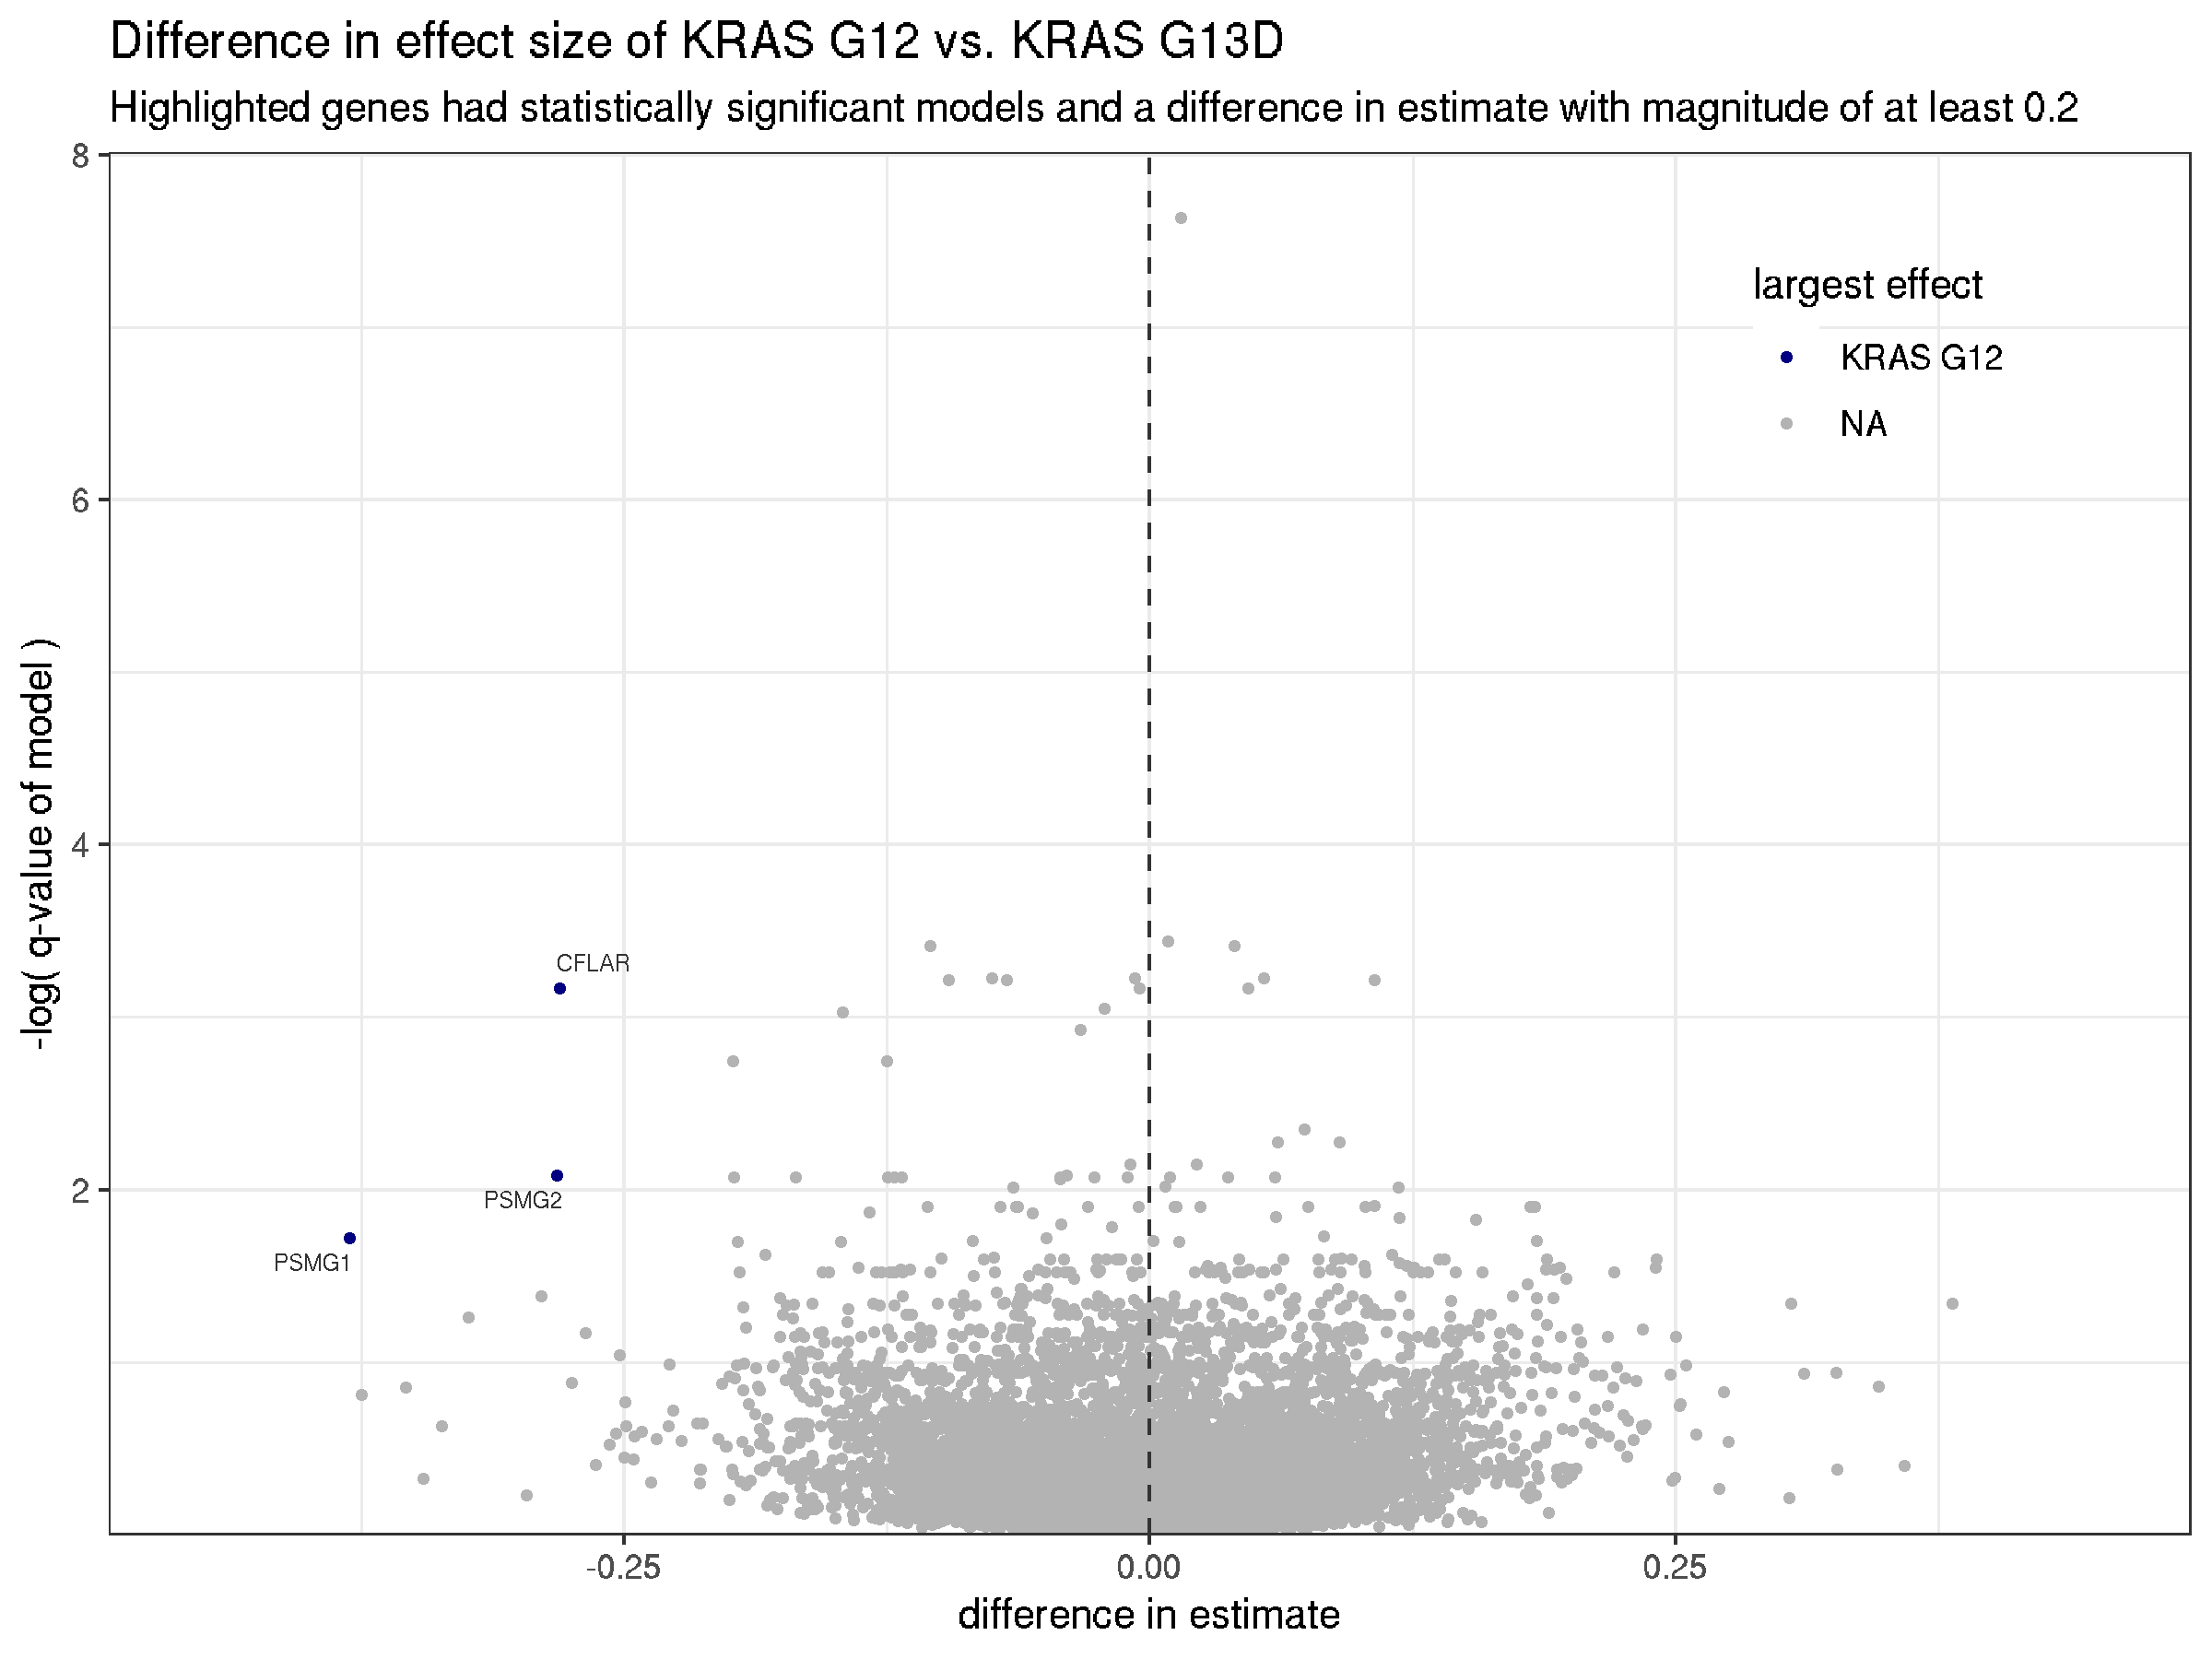 Difference in effect size of KRAS G12 vs. KRAS G13D
Highlighted genes had statistically significant models and a difference in estimate with magnitude of at least 0.2
8
6
4
2
-log( q-value of model )
largest effect
KRAS G12
NA
CFLAR
PSMG2
PSMG1
-0.25
0.00
0.25
difference in estimate